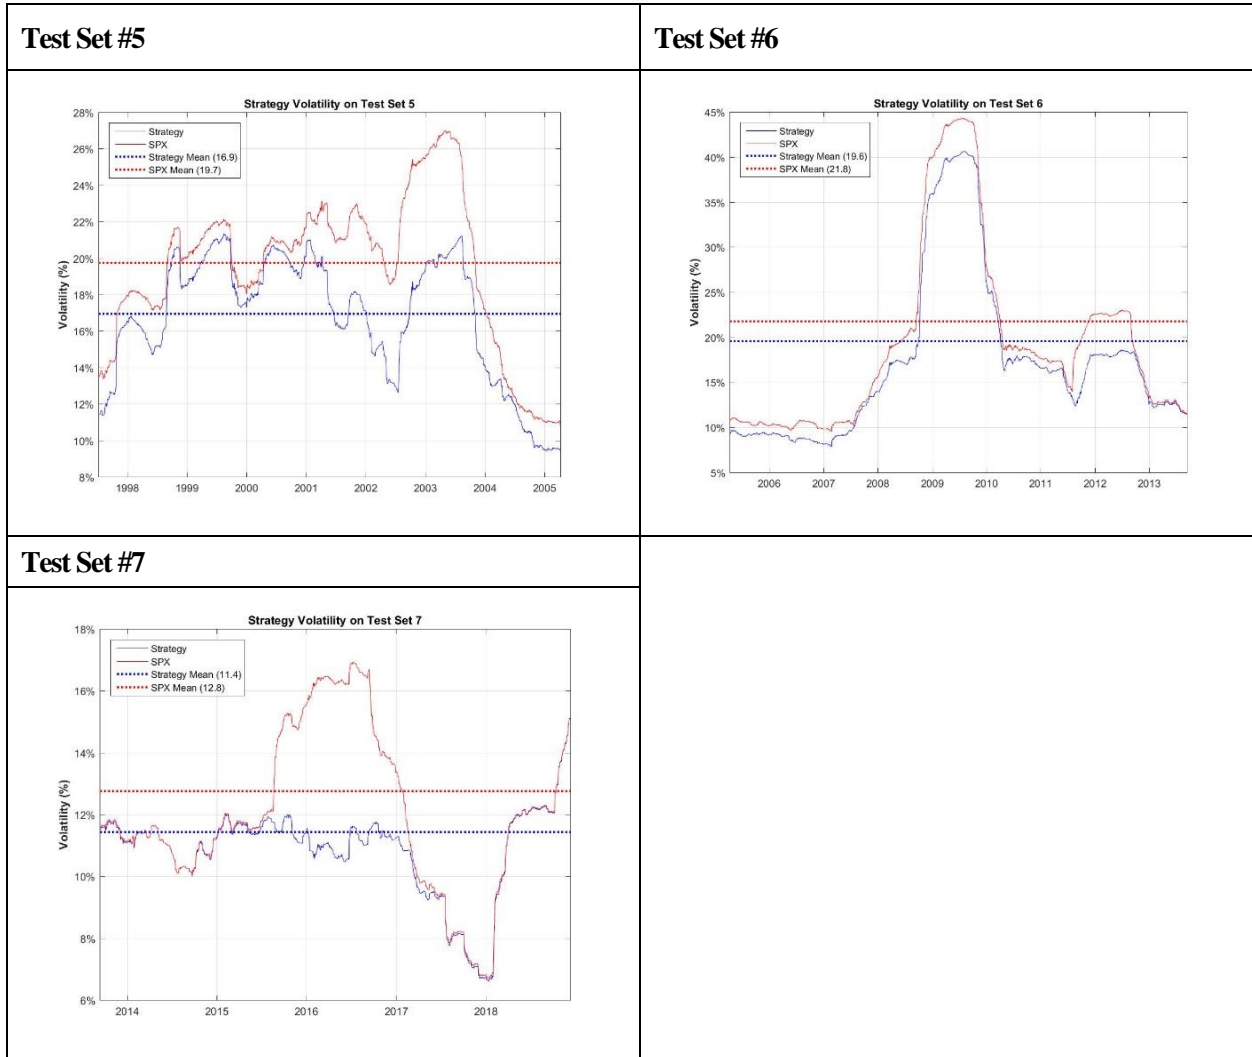 Test Set #5
Test Set #6
Strategy Volatility on Test Set 5
28%
26%
24%
22%
20%
18%
16%
14%
12%
10%
8%
Volatility (%)
Strategy
SPX
Strategy Mean (16.9)
SPX Mean (19.7)
1998 1999 2000 2001 2002 2003 2004 2005
Strategy Volatility on Test Set 6
45%
40%
45%
30%
25%
20%
15%
10%
5%
Volatility (%)
Strategy
SPX
Strategy Mean (19.6)
SPX Mean (21.8)
2006 2007 2008 2009 2010 2011 2012 2013
Test Set #7
Strategy Volatility on Test Set 7
18%
16%
14%
12%
10%
8%
6%
Volatility (%)
Strategy
SPX
Strategy Mean (11.4)
SPX Mean (12.8)
2014 2015 2016 2017 2018